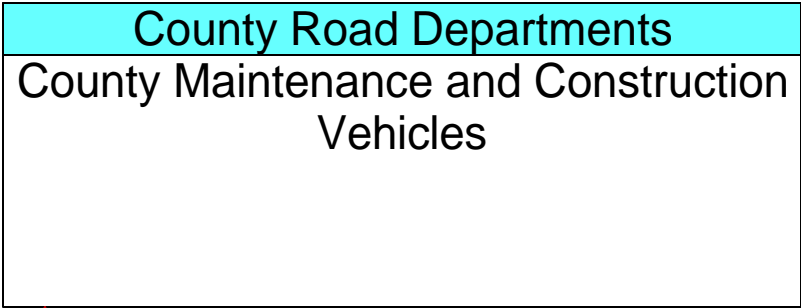 County Road Departments
County Maintenance and Construction
Vehicles